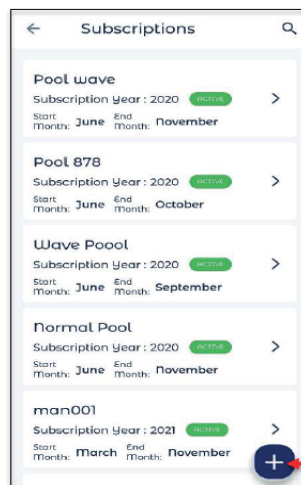 Subscriptions
Pool wave
Subscription Year : 2020 ACTIVE
Start Month: June End Month: November
Pool 878
Subscription Year : 2020 ACTIVE
Start Month: June End Month: October
Wave Poool
Subscription Year : 2020 ACTIVE
Start Month: June End Month: September
Normal Pool
Subscription Year : 2020 ACTIVE
Start Month: June End Month: November
man001
Subscription Year : 2021 ACTIVE
Start Month: March End Month: November